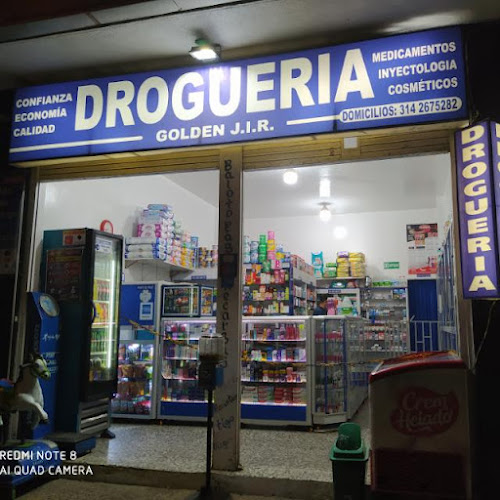 CONFIANZA
ECONOMÍA
CALIDAD
DROGUERIA
GOLDEN J.I.R.
MEDICAMENTOS
INYECTOLOGIA
COSMÉTICOS
DOMICILIOS: 314 2675282
DROGUERIA
Crem
Helado
REDMI NOTE 8
AI QUAD CAMERA